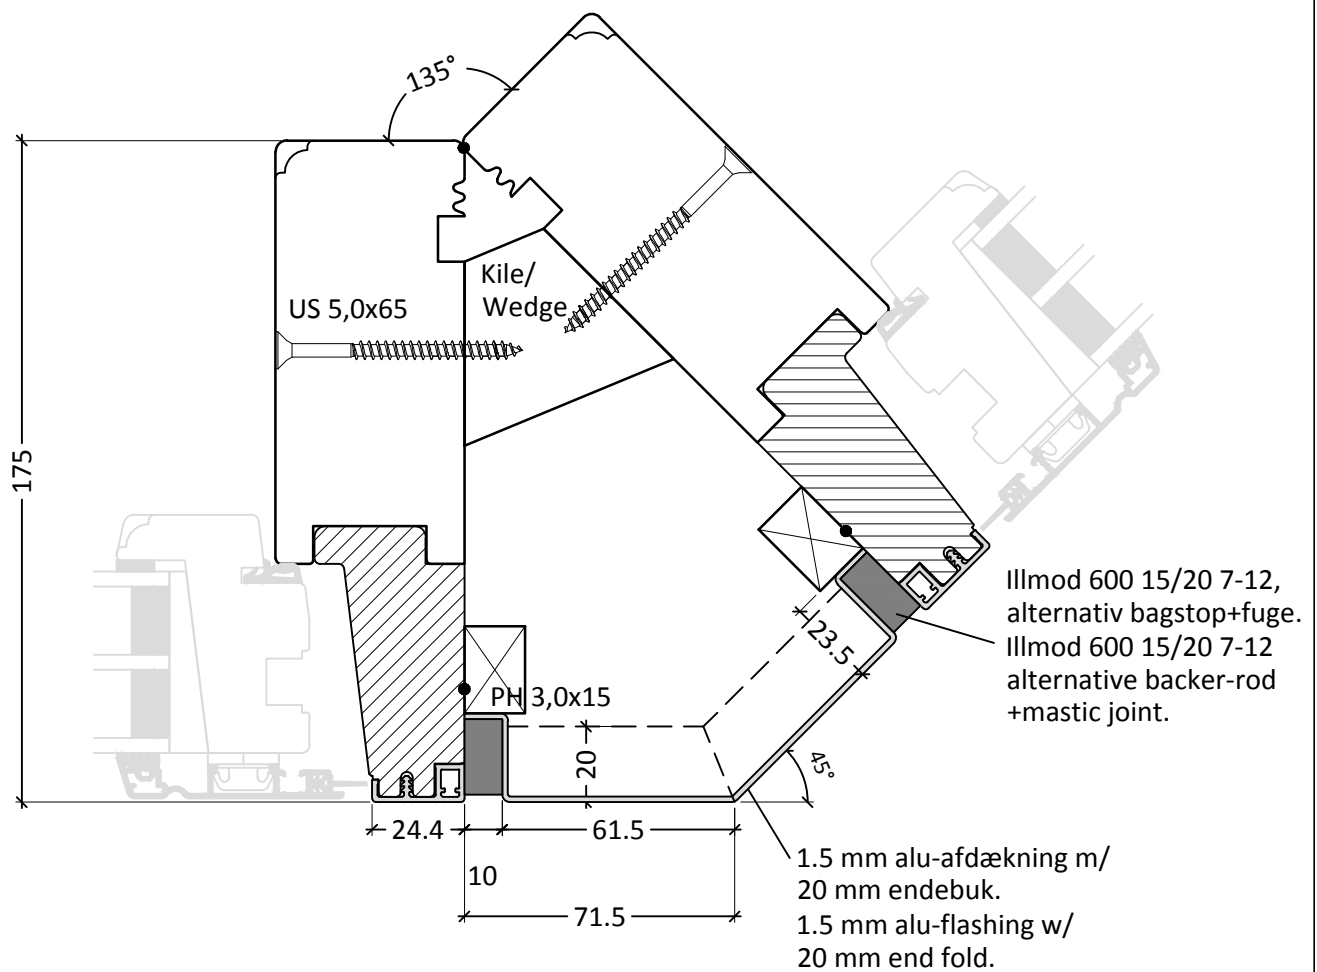 135°
175
US 5,0x65
Kile/
Wedge
PH 3,0x15
23.5
20
45°
24.4
61.5
10
71.5
Illmod 600 15/20 7-12,
alternativ bagstop+fuge.
Illmod 600 15/20 7-12
alternative backer-rod
+mastic joint.
1.5 mm alu-afdækning m/
20 mm endebuk.
1.5 mm alu-flashing w/
20 mm end fold.